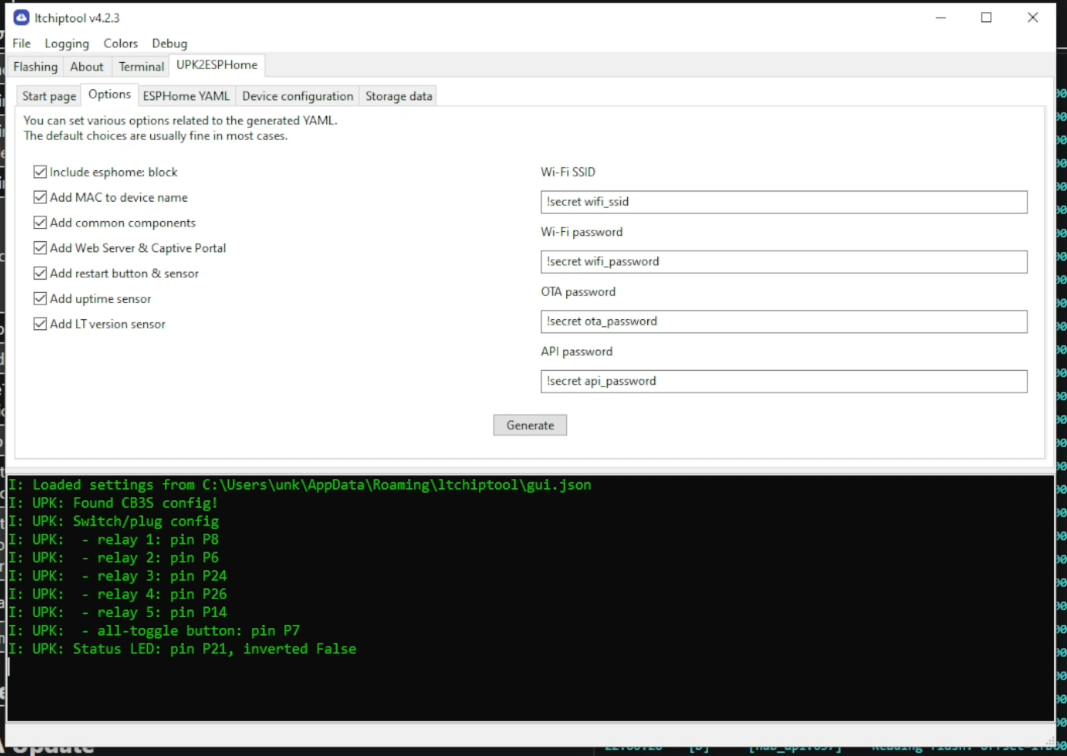 ltchiptool v4.2.3
File Logging Colors Debug
Flashing About Terminal UPK2ESPHome
Start page Options ESPHome YAML Device configuration Storage data
You can set various options related to the generated YAML.
The default choices are usually fine in most cases.
Include esphome: block
Add MAC to device name
Add common components
Add Web Server & Captive Portal
Add restart button & sensor
Add uptime sensor
Add LT version sensor
Wi-Fi SSID
!secret wifi_ssid
Wi-Fi password
!secret wifi_password
OTA password
!secret ota_password
API password
!secret api_password
Generate
I: Loaded settings from C:\Users\unk\AppData\Roaming\ltchiptool\gui.json
I: UPK: Found CB3S config!
I: UPK: Switch/plug config
I: UPK:  - relay 1: pin P8
I: UPK:  - relay 2: pin P6
I: UPK:  - relay 3: pin P24
I: UPK:  - relay 4: pin P26
I: UPK:  - relay 5: pin P14
I: UPK:  - all-toggle button: pin P7
I: UPK: Status LED: pin P21, inverted False